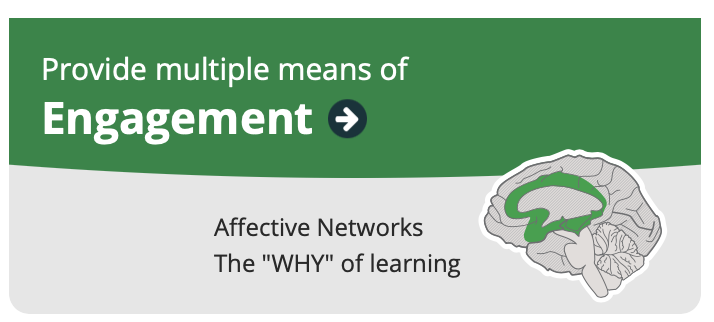 Provide multiple means of
Engagement
Affective Networks
The "WHY" of learning